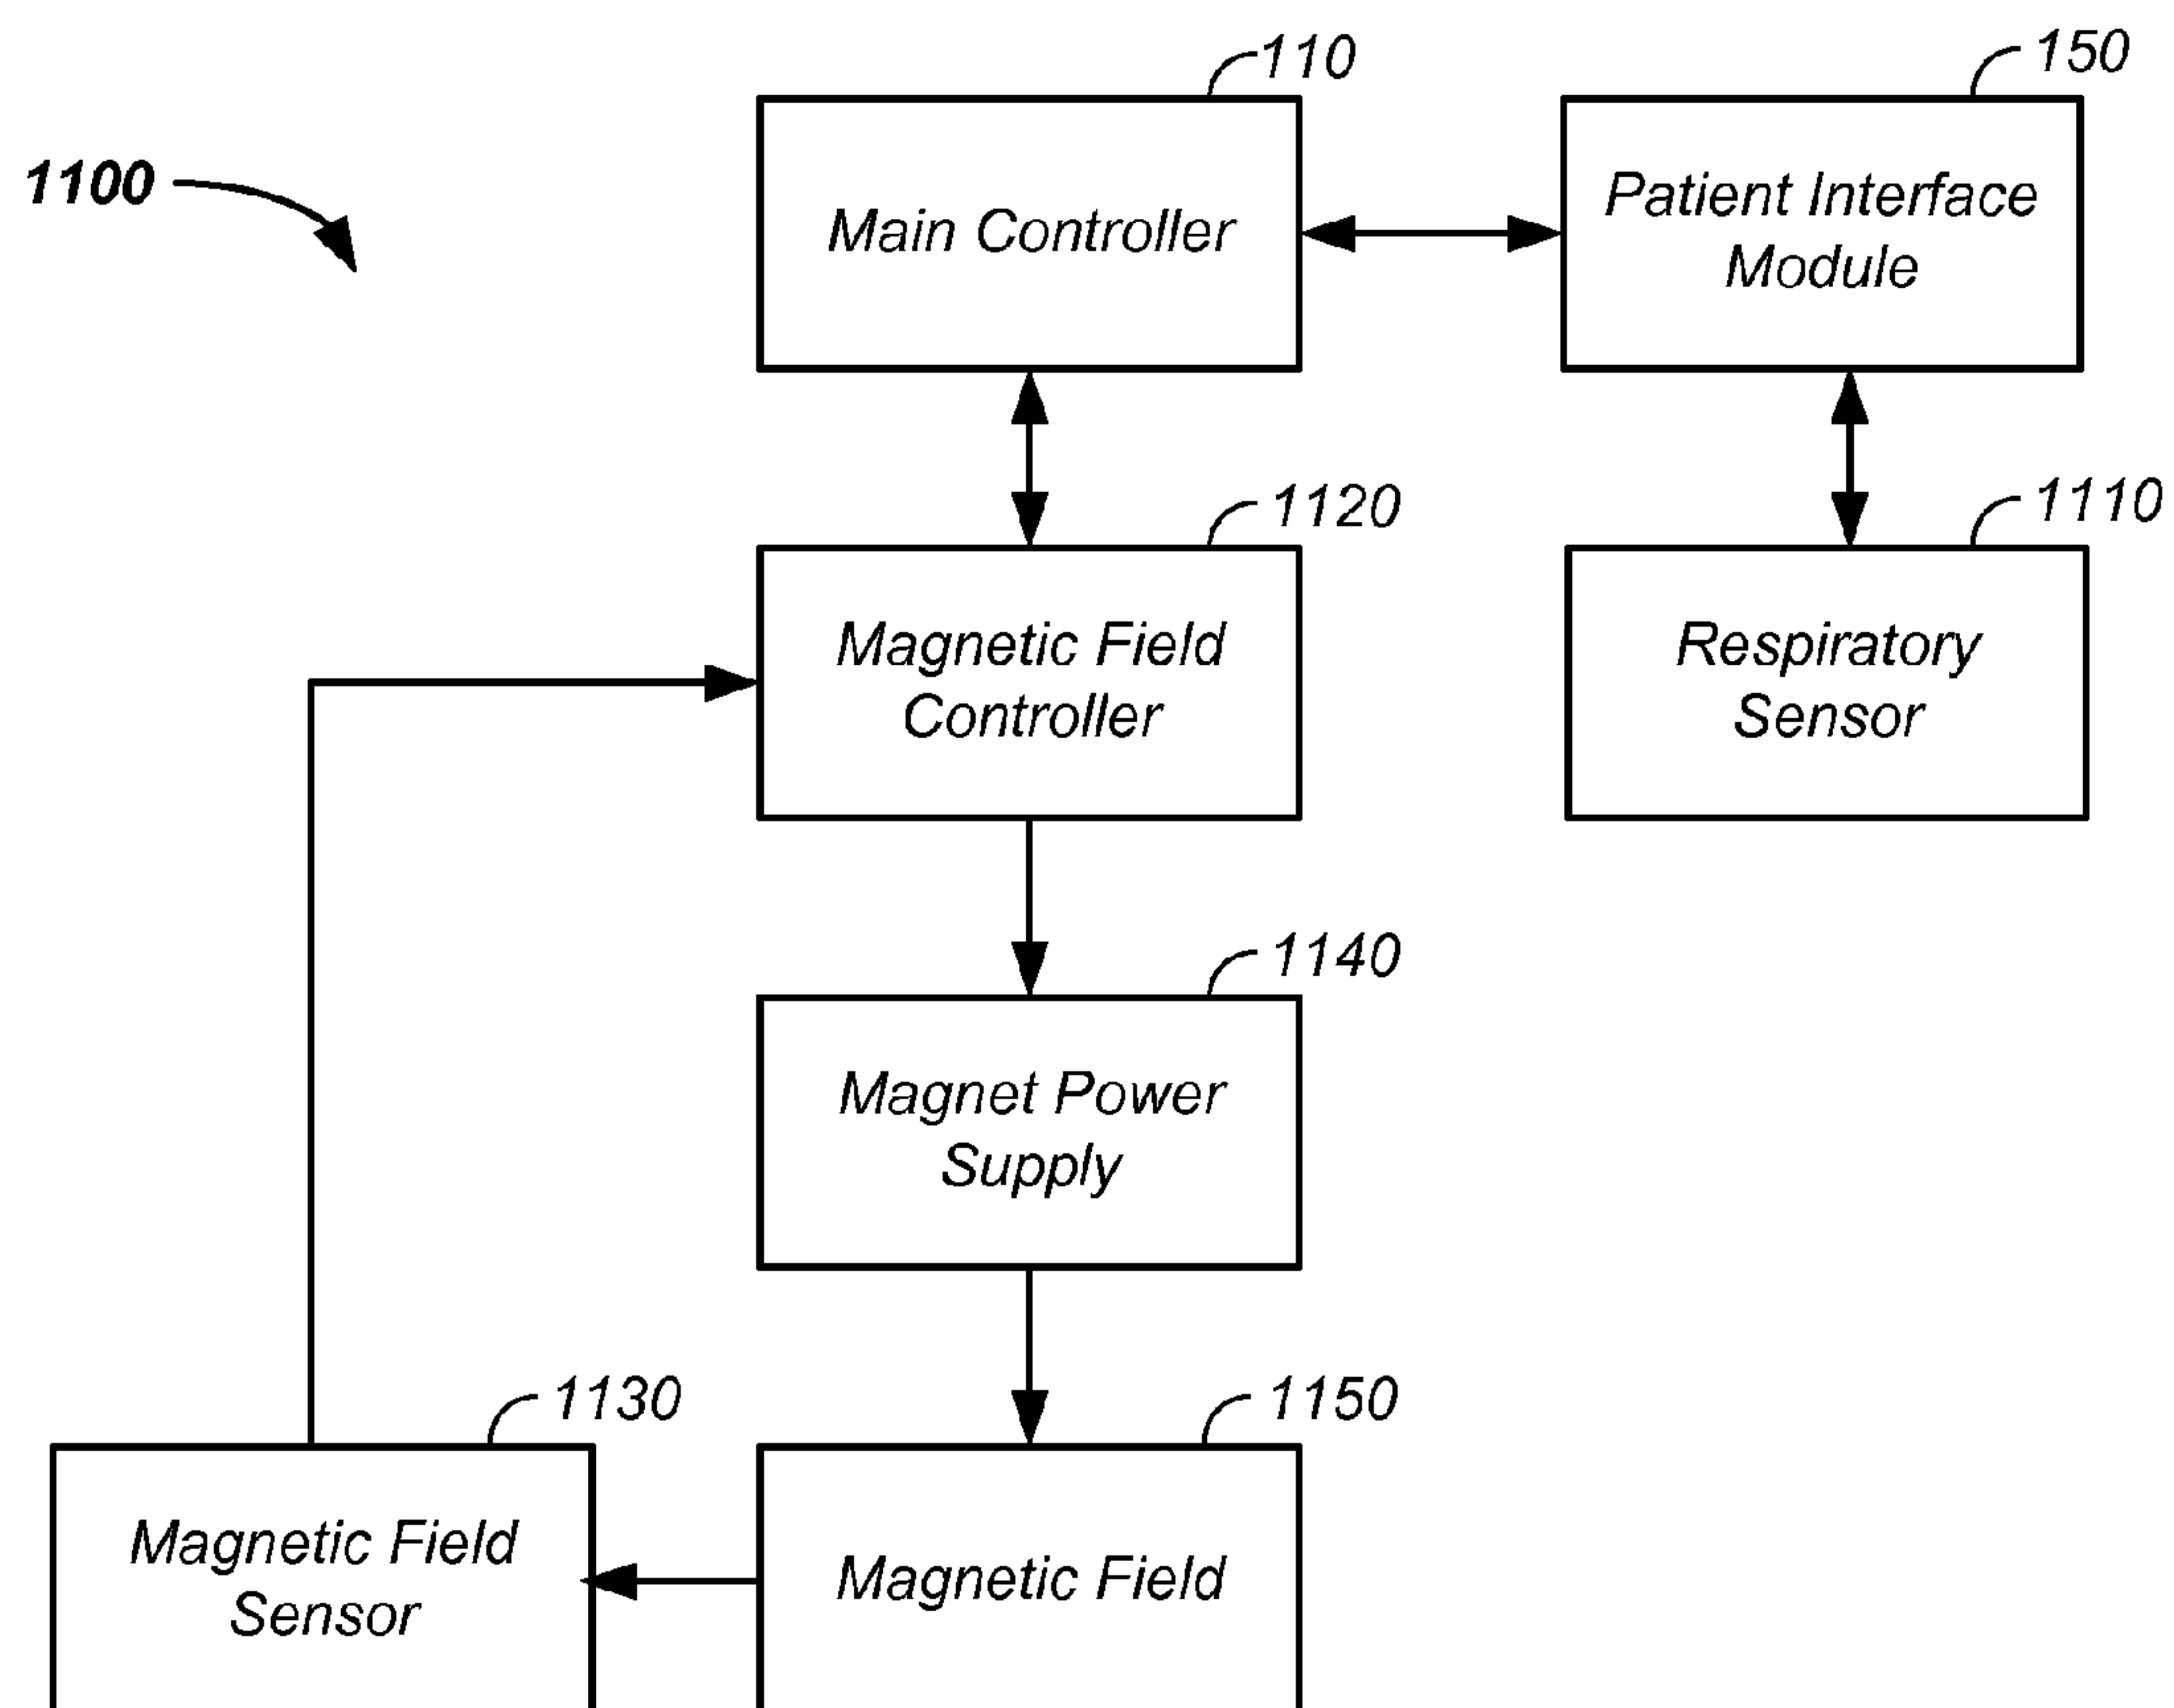 110
150
1100
Main Controller
Patient Interface
Module
1120
1110
Magnetic Field
Controller
Respiratory
Sensor
1140
Magnet Power
Supply
1130
1150
Magnetic Field
Sensor
Magnetic Field